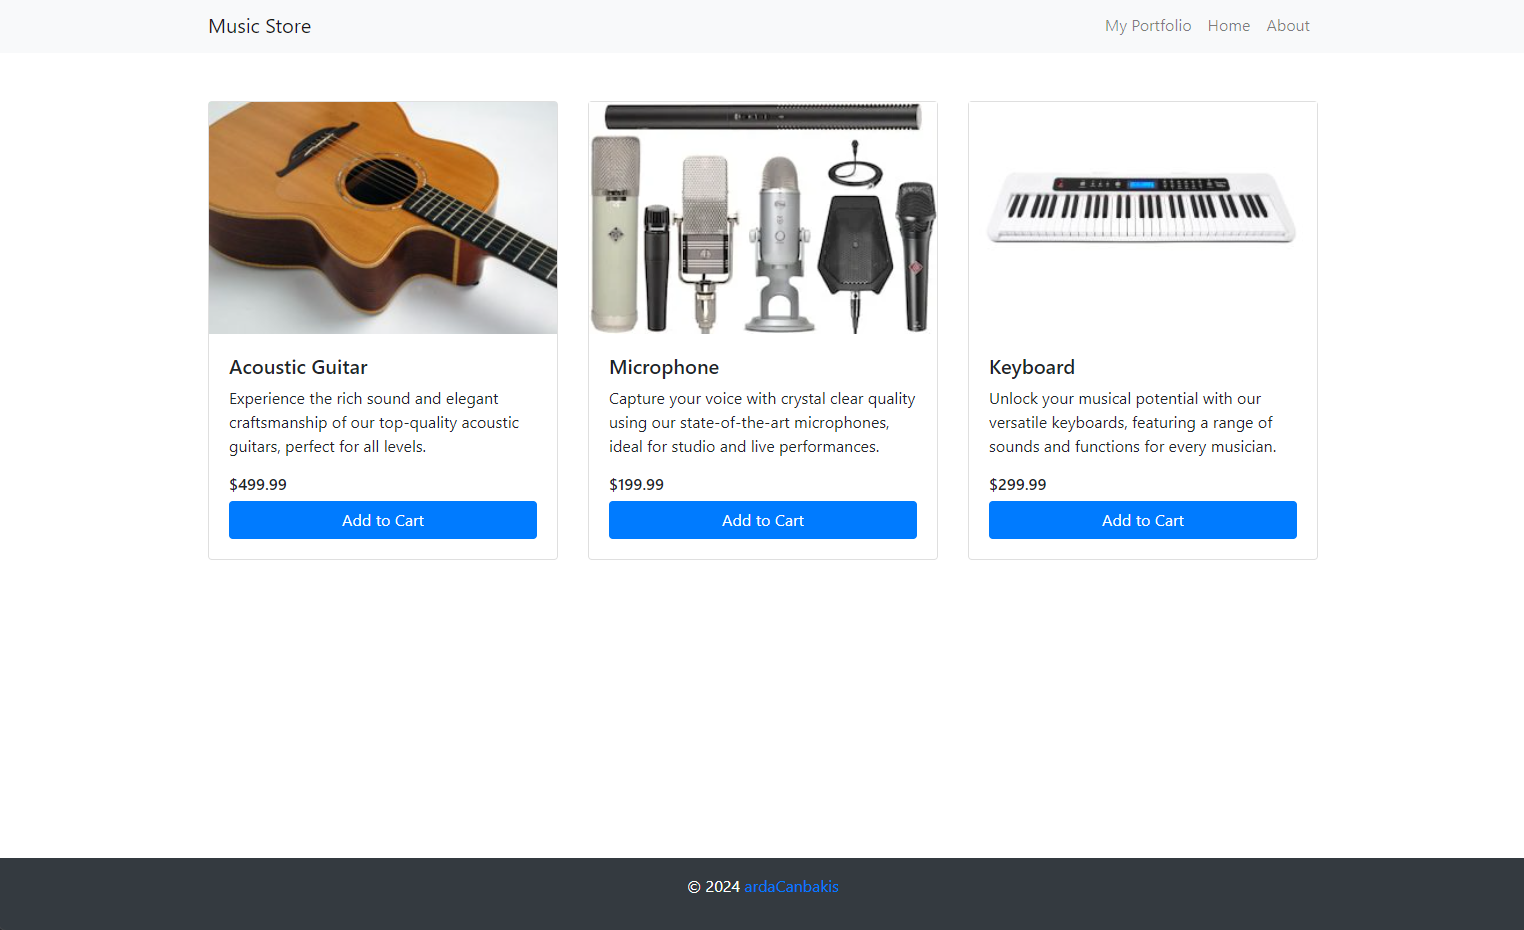 Music Store
My Portfolio Home About
Acoustic Guitar
Experience the rich sound and elegant
craftsmanship of our top-quality acoustic
guitars, perfect for all levels.
$499.99
Add to Cart
Microphone
Capture your voice with crystal clear quality
using our state-of-the-art microphones,
ideal for studio and live performances.
$199.99
Add to Cart
Keyboard
Unlock your musical potential with our
versatile keyboards, featuring a range of
sounds and functions for every musician.
$299.99
Add to Cart
© 2024 ardaCanbakis